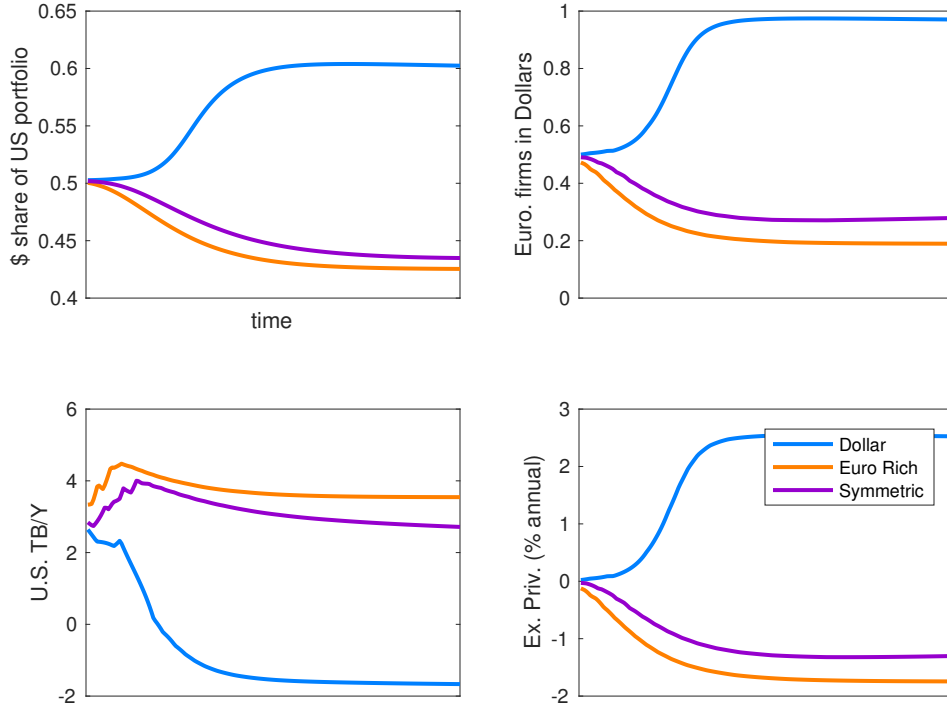 0.65
0.6
0.55
0.5
0.45
0.4
$ share of US portfolio
time
1
0.8
0.6
0.4
0.2
0
Euro. firms in Dollars
6
4
2
0
-2
U.S. TB/Y
3
2
1
0
-1
-2
Ex. Priv. (% annual)
Dollar
Euro Rich
Symmetric